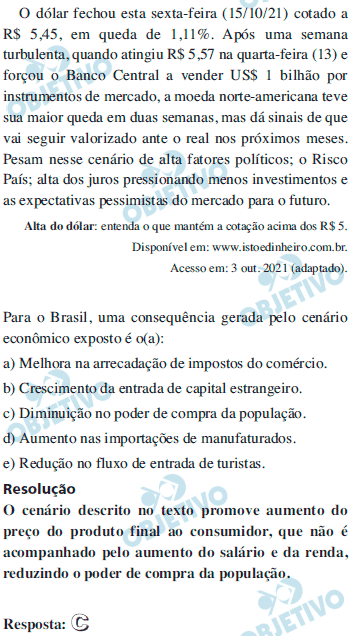 O dólar fechou esta sexta-feira (15/10/21) cotado a
R$ 5,45, em queda de 1,11%. Após uma semana
turbulenta, quando atingiu R$ 5,57 na quarta-feira (13) e
forçou o Banco Central a vender US$ 1 bilhão por
instrumentos de mercado, a moeda norte-americana teve
sua maior queda em duas semanas, mas dá sinais de que
vai seguir valorizado ante o real nos próximos meses.
Pesam nesse cenário de alta fatores políticos; o Risco
País; alta dos juros pressionando menos investimentos e
as expectativas pessimistas do mercado para o futuro.
Alta do dólar: entenda o que mantém a cotação acima dos R$ 5.
Disponível em: www.istoedinheiro.com.br.
Acesso em: 3 out. 2021 (adaptado).
Para o Brasil, uma consequência gerada pelo cenário
econômico exposto é o(a):
a) Melhora na arrecadação de impostos do comércio.
b) Crescimento da entrada de capital estrangeiro.
c) Diminuição no poder de compra da população.
d) Aumento nas importações de manufaturados.
e) Redução no fluxo de entrada de turistas.
Resolução
O cenário descrito no texto promove aumento do
preço do produto final ao consumidor, que não é
acompanhado pelo aumento do salário e da renda,
reduzindo o poder de compra da população.
Resposta: C
OBJETIVO
OBJETIVO
OBJETIVO
OBJETIVO
OBJETIVO
OBJETIVO